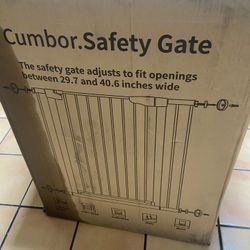 Cumbor.Safety Gate
The safety gate adjusts to fit openings
between 29.7 and 40.6 inches wide